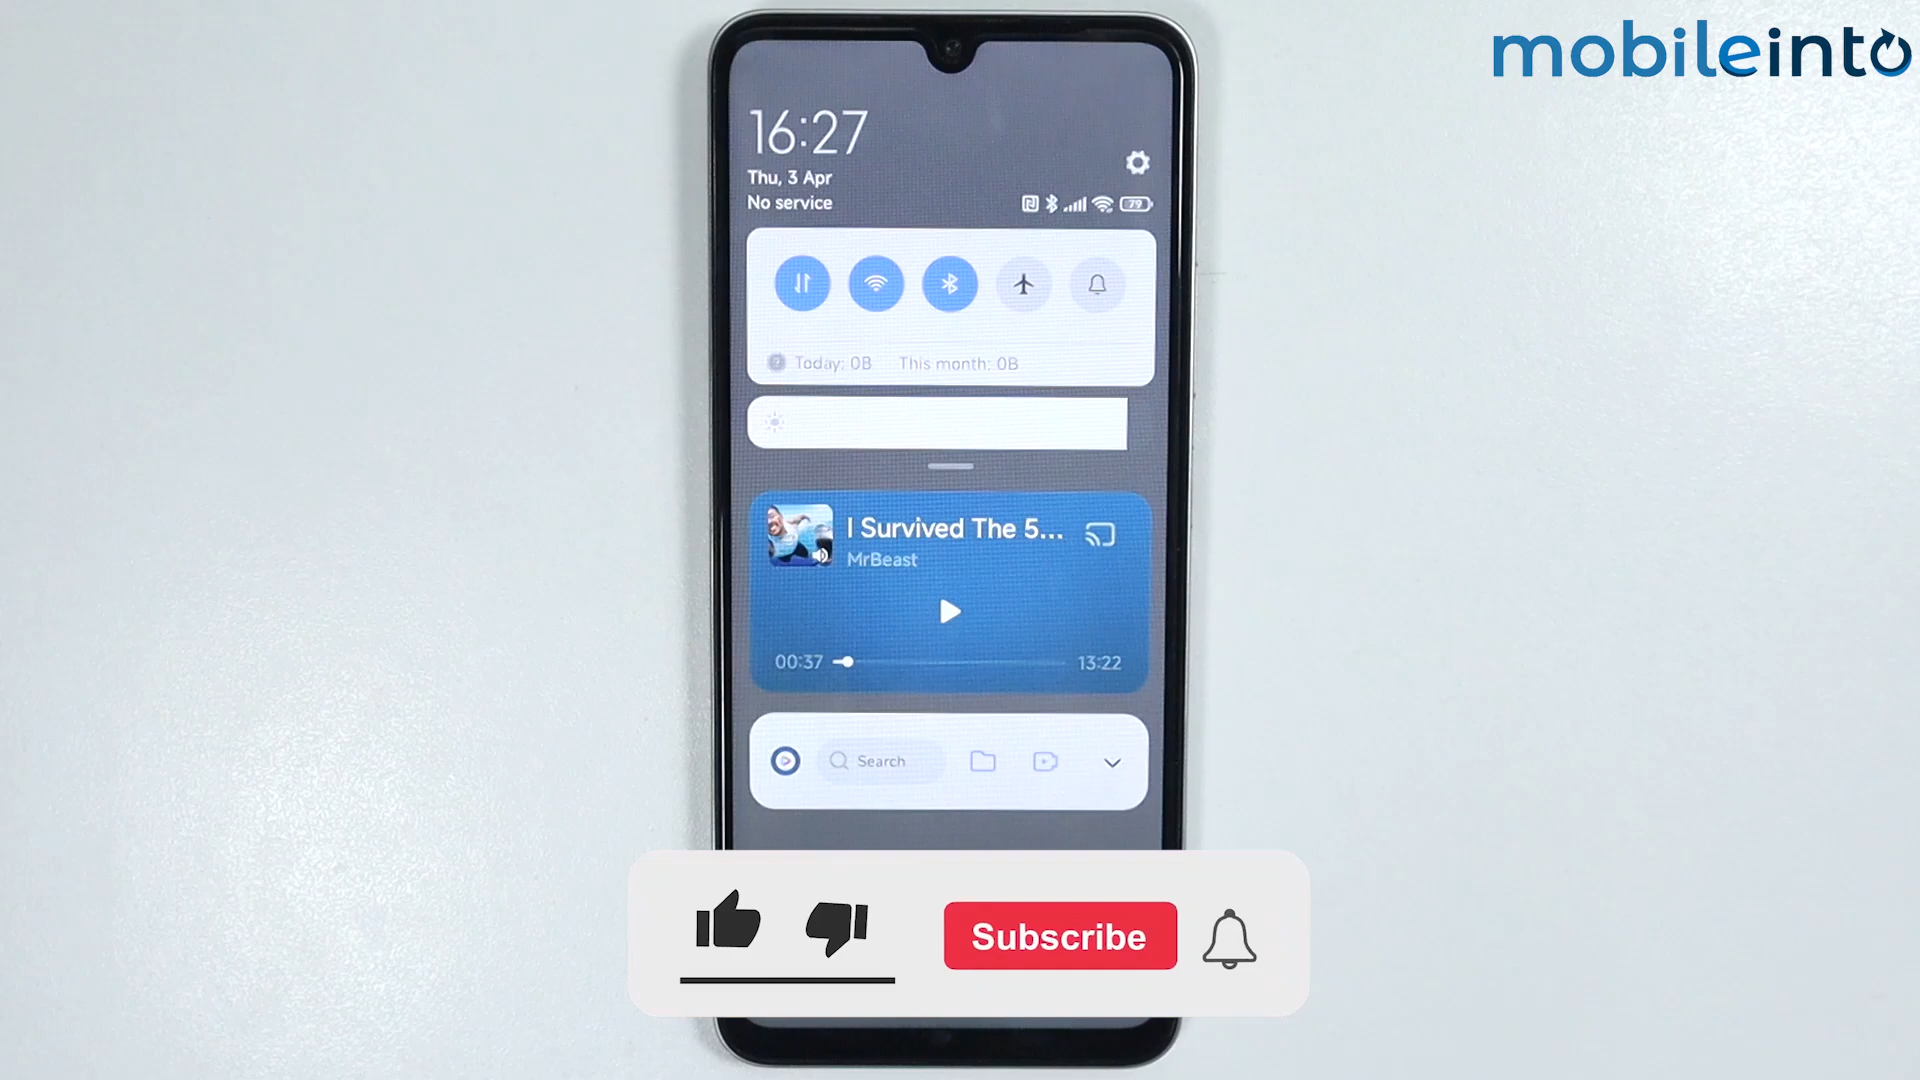 mobileinto
16:27
Thu, 3 Apr
No service
79
Today: 0B This month: 0B
I Survived The 5...
MrBeast
00:37 13:22
Search
Subscribe